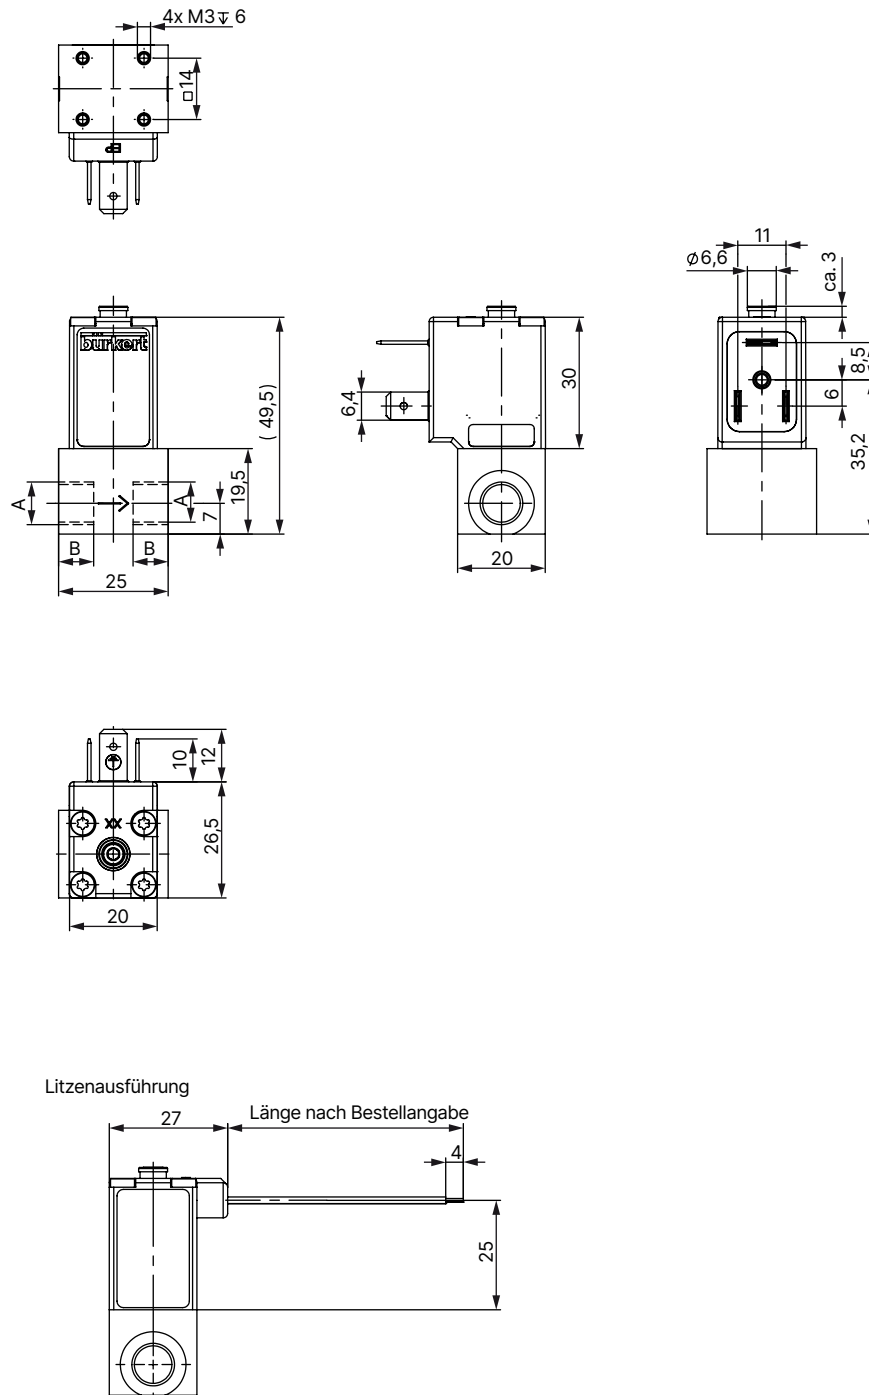 4x M3↧ 6
□14
11
⌀6,6
ca. 3
bürkert
( 49,5)
19,5
A
A
7
B
B
25
6,4
30
20
8,5
6
35,2
10
12
XX
26,5
20
Litzenausführung
27
Länge nach Bestellangabe
4
25